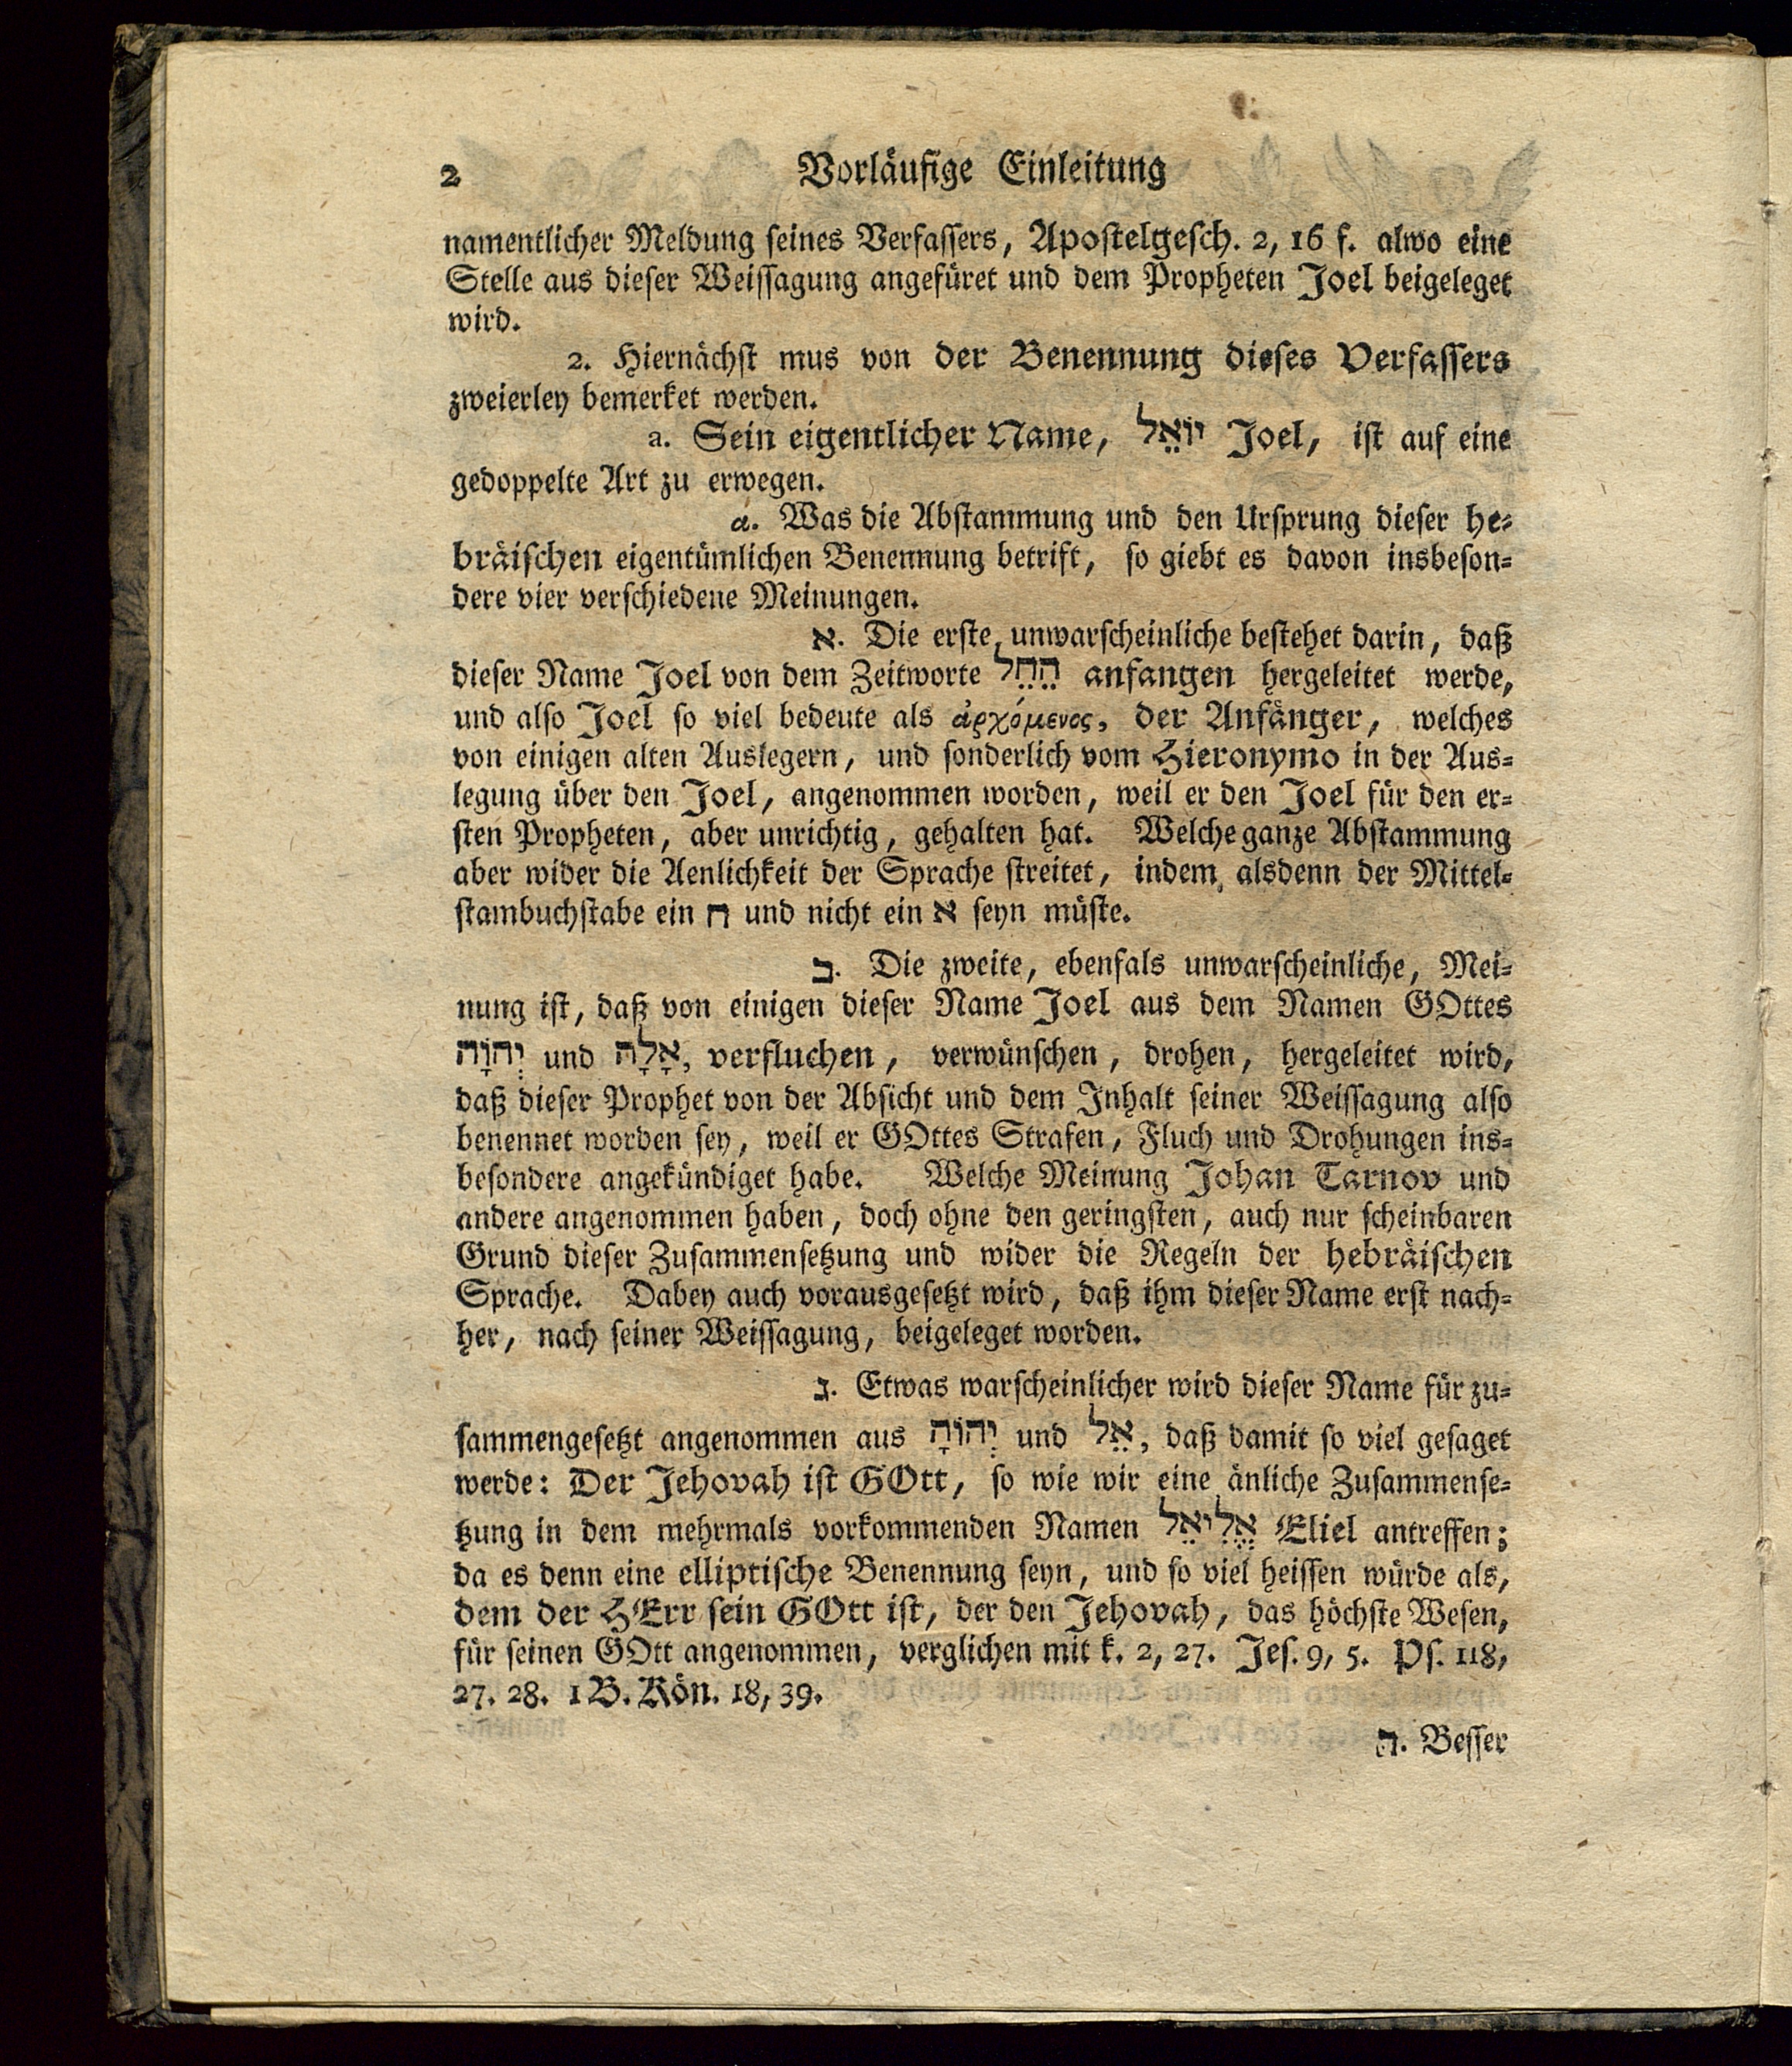 2 Vorläufige Einleitung
namentlicher Meldung seines Verfassers, Apostelgesch. 2, 16 f. alwo eine
Stelle aus dieser Weissagung angefüret und dem Propheten Joel beigeleget
wird.
2. Hiernächst mus von der Benennung dieses Verfassers
zweierley bemerket werden.
a. Sein eigentlicher Name, יוֹאֵל Joel, ist auf eine
gedoppelte Art zu erwegen.
α. Was die Abstammung und den Ursprung dieser he-
bräischen eigentümlichen Benennung betrift, so giebt es davon insbeson-
dere vier verschiedene Meinungen.
א. Die erste, unwarscheinliche bestehet darin, daß
dieser Name Joel von dem Zeitworte הֵחֵל anfangen hergeleitet werde,
und also Joel so viel bedeute als ἀρχόμενος, der Anfänger, welches
von einigen alten Auslegern, und sonderlich vom Hieronymo in der Aus-
legung über den Joel, angenommen worden, weil er den Joel für den er-
sten Propheten, aber unrichtig, gehalten hat. Welche ganze Abstammung
aber wider die Aenlichkeit der Sprache streitet, indem alsdenn der Mittel-
stambuchstabe ein ח und nicht ein א seyn müste.
ב. Die zweite, ebenfals unwarscheinliche, Mei-
nung ist, daß von einigen dieser Name Joel aus dem Namen GOttes
יְהוָה und אָלָה, verfluchen, verwünschen, drohen, hergeleitet wird,
daß dieser Prophet von der Absicht und dem Inhalt seiner Weissagung also
benennet worden sey, weil er GOttes Strafen, Fluch und Drohungen ins-
besondere angekündiget habe. Welche Meinung Johan Tarnov und
andere angenommen haben, doch ohne den geringsten, auch nur scheinbaren
Grund dieser Zusammensetzung und wider die Regeln der hebräischen
Sprache. Dabey auch vorausgesetzt wird, daß ihm dieser Name erst nach-
her, nach seiner Weissagung, beigeleget worden.
ג. Etwas warscheinlicher wird dieser Name für zu-
sammengesetzt angenommen aus יְהוָֹה und אֵל, daß damit so viel gesaget
werde: Der Jehovah ist GOtt, so wie wir eine änliche Zusammense-
tzung in dem mehrmals vorkommenden Namen אֱלִיאֵל Eliel antreffen;
da es denn eine elliptische Benennung seyn, und so viel heissen würde als,
dem der HErr sein GOtt ist, der den Jehovah, das höchste Wesen,
für seinen GOtt angenommen, verglichen mit k. 2, 27. Jes. 9, 5. Ps. 118,
27. 28. 1 B. Kön. 18, 39.
ד. Besser